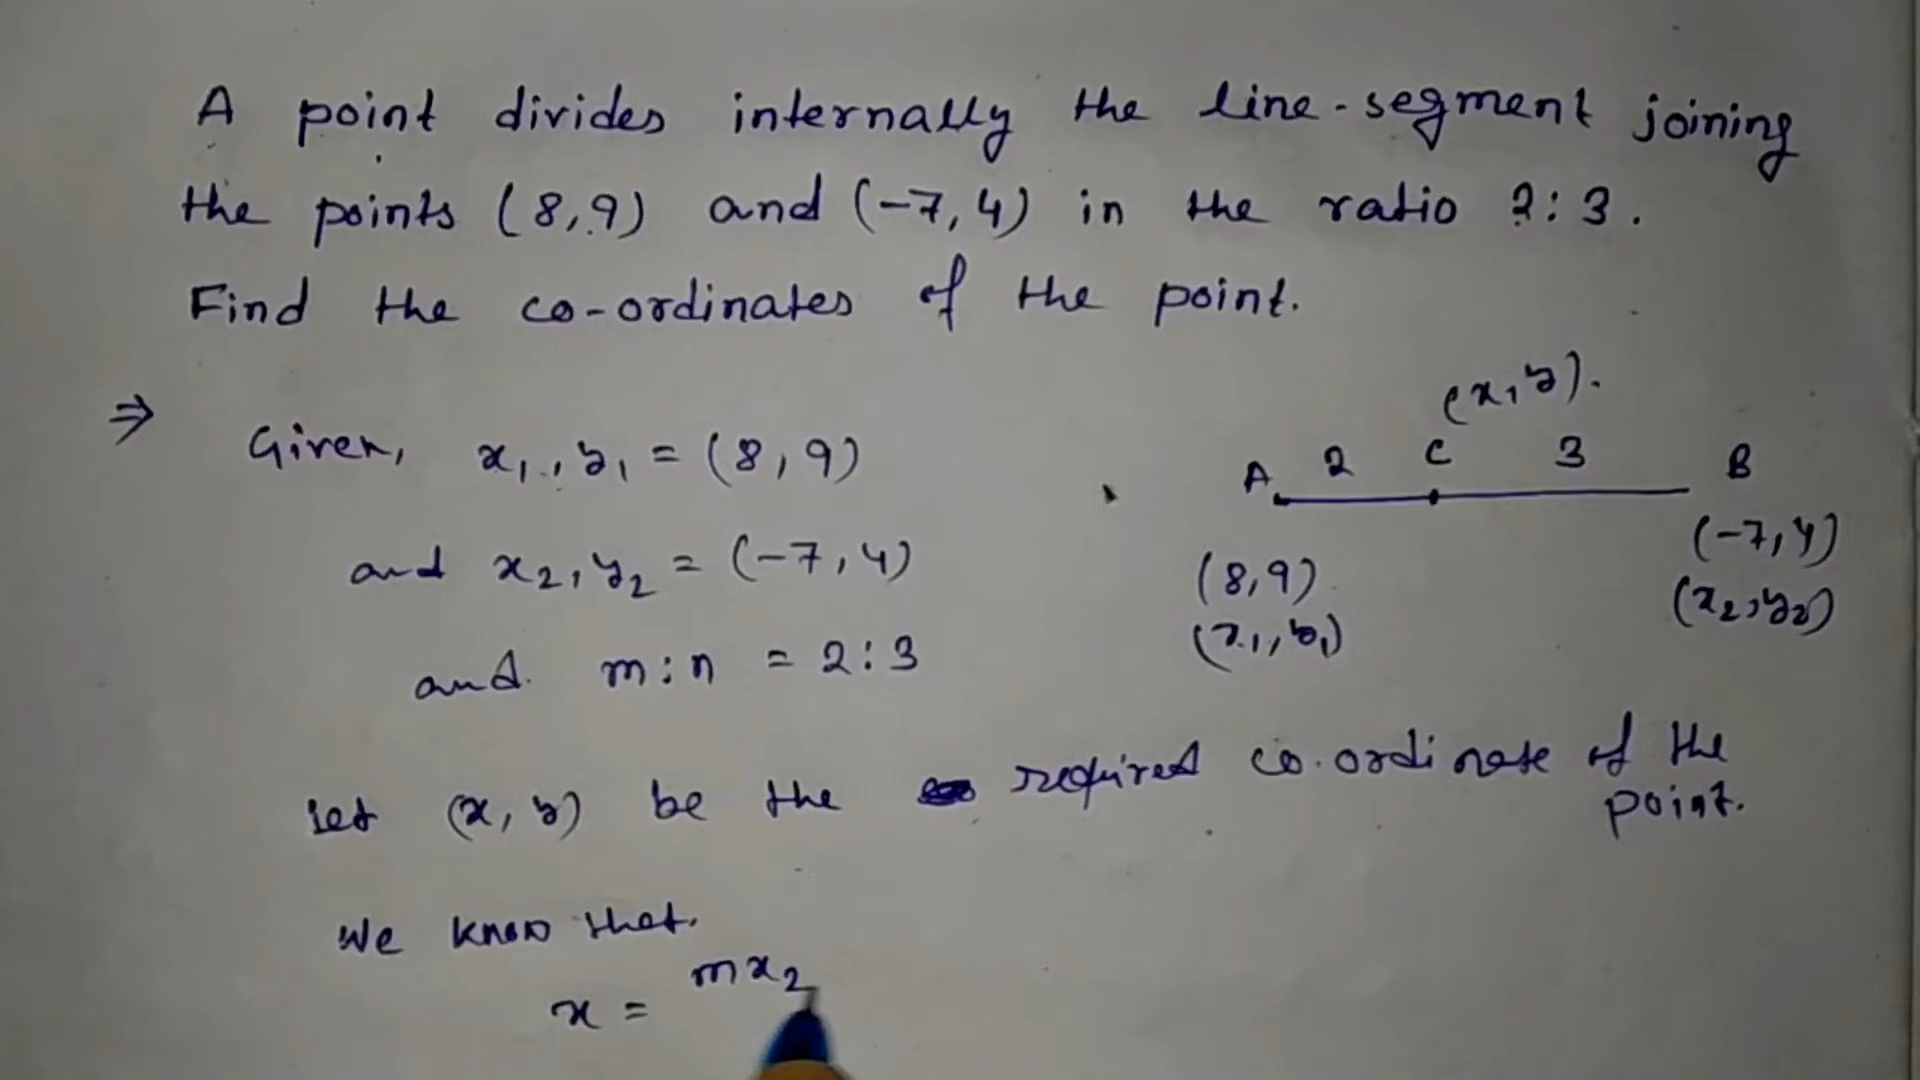 A point divides internally the line-segment joining
the points (8,9) and (-7,4) in the ratio 2:3.
Find the co-ordinates of the point.
(x,y).
⇒ Given, x₁,y₁ = (8,9)
A 2 C 3 B
and x₂,y₂ = (-7,4)
(8,9) (-7,4)
(x₁,y₁) (x₂,y₂)
and m:n = 2:3
Let (x,y) be the required co-ordinate of the
point.
We know that.
x = mx₂